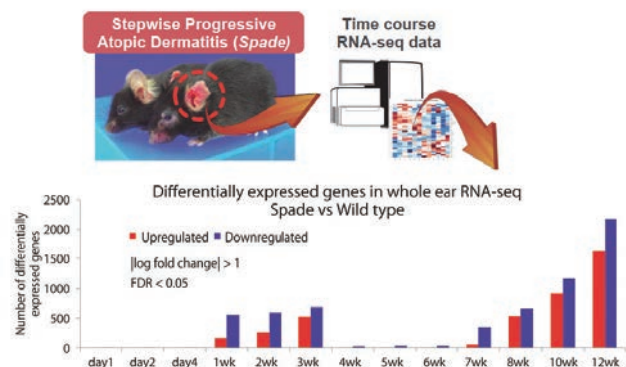 Stepwise Progressive
Atopic Dermatitis (Spade)
Time course
RNA-seq data
Differentially expressed genes in whole ear RNA-seq
Spade vs Wild type
Number of differentially
expressed genes
2500
2000
1500
1000
500
0
Upregulated Downregulated
|log fold change| > 1
FDR < 0.05
day1 day2 day4 1wk 2wk 3wk 4wk 5wk 6wk 7wk 8wk 10wk 12wk